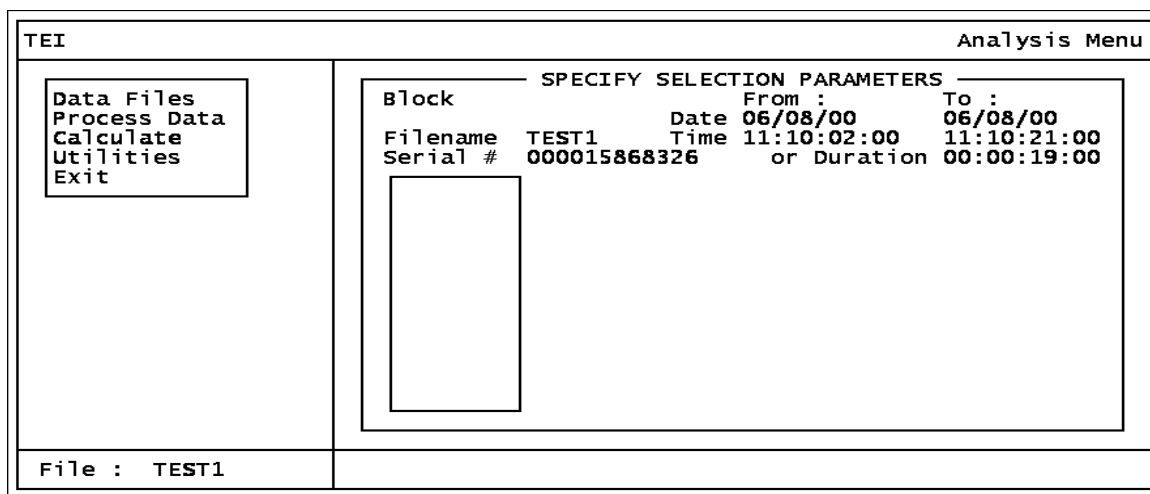 TEI Analysis Menu
Data Files
Process Data
Calculate
Utilities
Exit
SPECIFY SELECTION PARAMETERS
Block From : To :
Date 06/08/00 06/08/00
Filename TEST1 Time 11:10:02:00 11:10:21:00
Serial # 000015868326 or Duration 00:00:19:00
File : TEST1